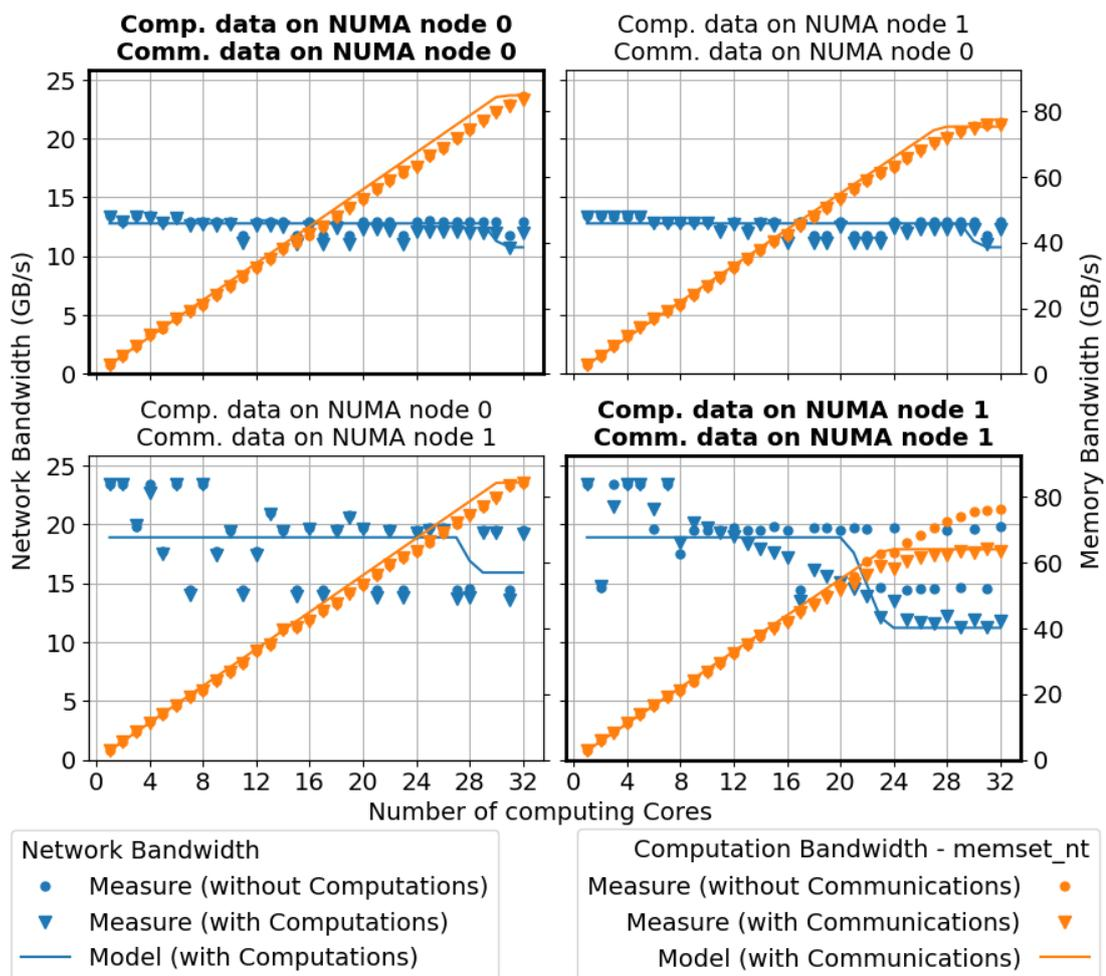 Comp. data on NUMA node 0
Comm. data on NUMA node 0
Comp. data on NUMA node 1
Comm. data on NUMA node 0
25
20
15
10
5
0
80
60
40
20
0
Network Bandwidth (GB/s)
Memory Bandwidth (GB/s)
Comp. data on NUMA node 0
Comm. data on NUMA node 1
Comp. data on NUMA node 1
Comm. data on NUMA node 1
25
20
15
10
5
0
80
60
40
20
0
0 4 8 12 16 20 24 28 32
0 4 8 12 16 20 24 28 32
Number of computing Cores
Network Bandwidth
Measure (without Computations)
Measure (with Computations)
Model (with Computations)
Computation Bandwidth - memset_nt
Measure (without Communications)
Measure (with Communications)
Model (with Communications)